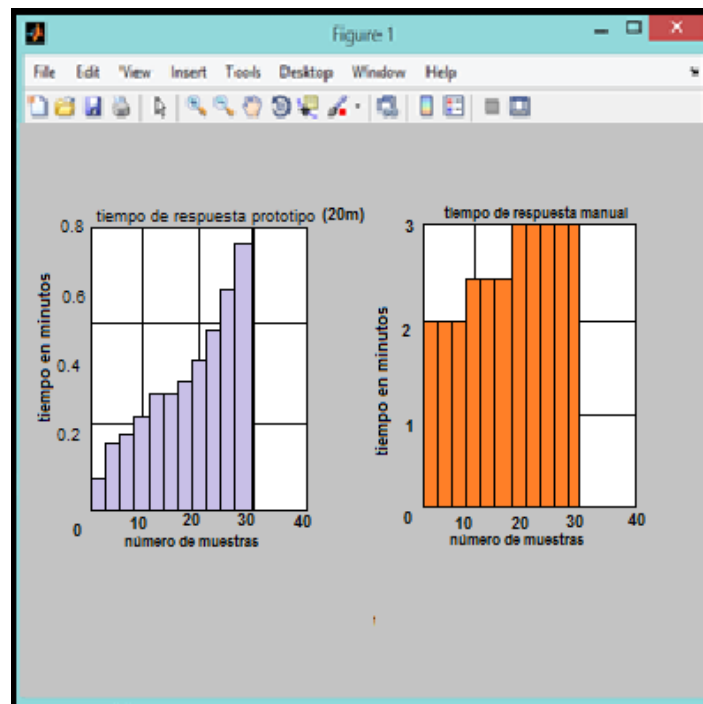 Figure 1
File Edit View Insert Tools Desktop Window Help
tiempo de respuesta prototipo (20m)
0.8
0.6
0.4
0.2
0
10 20 30 40
tiempo en minutos
número de muestras
tiempo de respuesta manual
3
2
1
0
10 20 30 40
tiempo en minutos
número de muestras